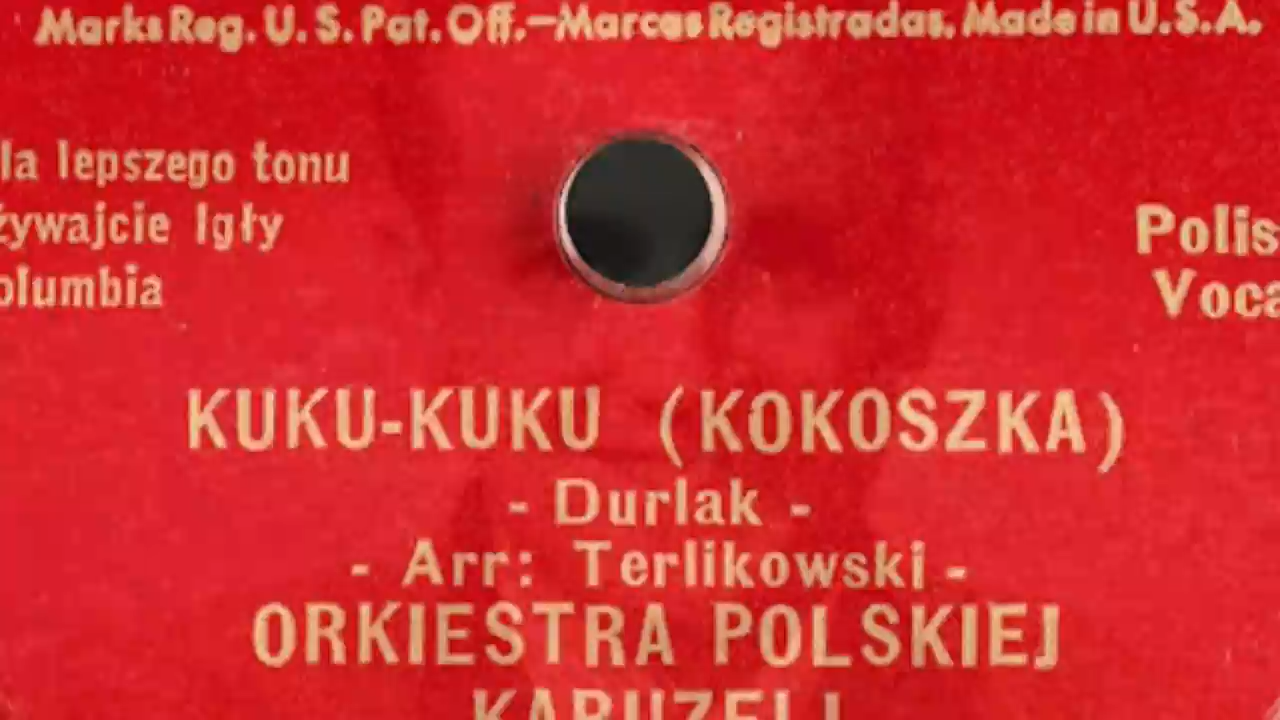 Marks Reg. U. S. Pat. Off.—Marcas Registradas. Made in U.S.A.
la lepszego tonu
żywajcie Igły
olumbia
Polis
Voca
KUKU-KUKU (KOKOSZKA)
- Durlak -
- Arr: Terlikowski -
ORKIESTRA POLSKIEJ
KARUZELI